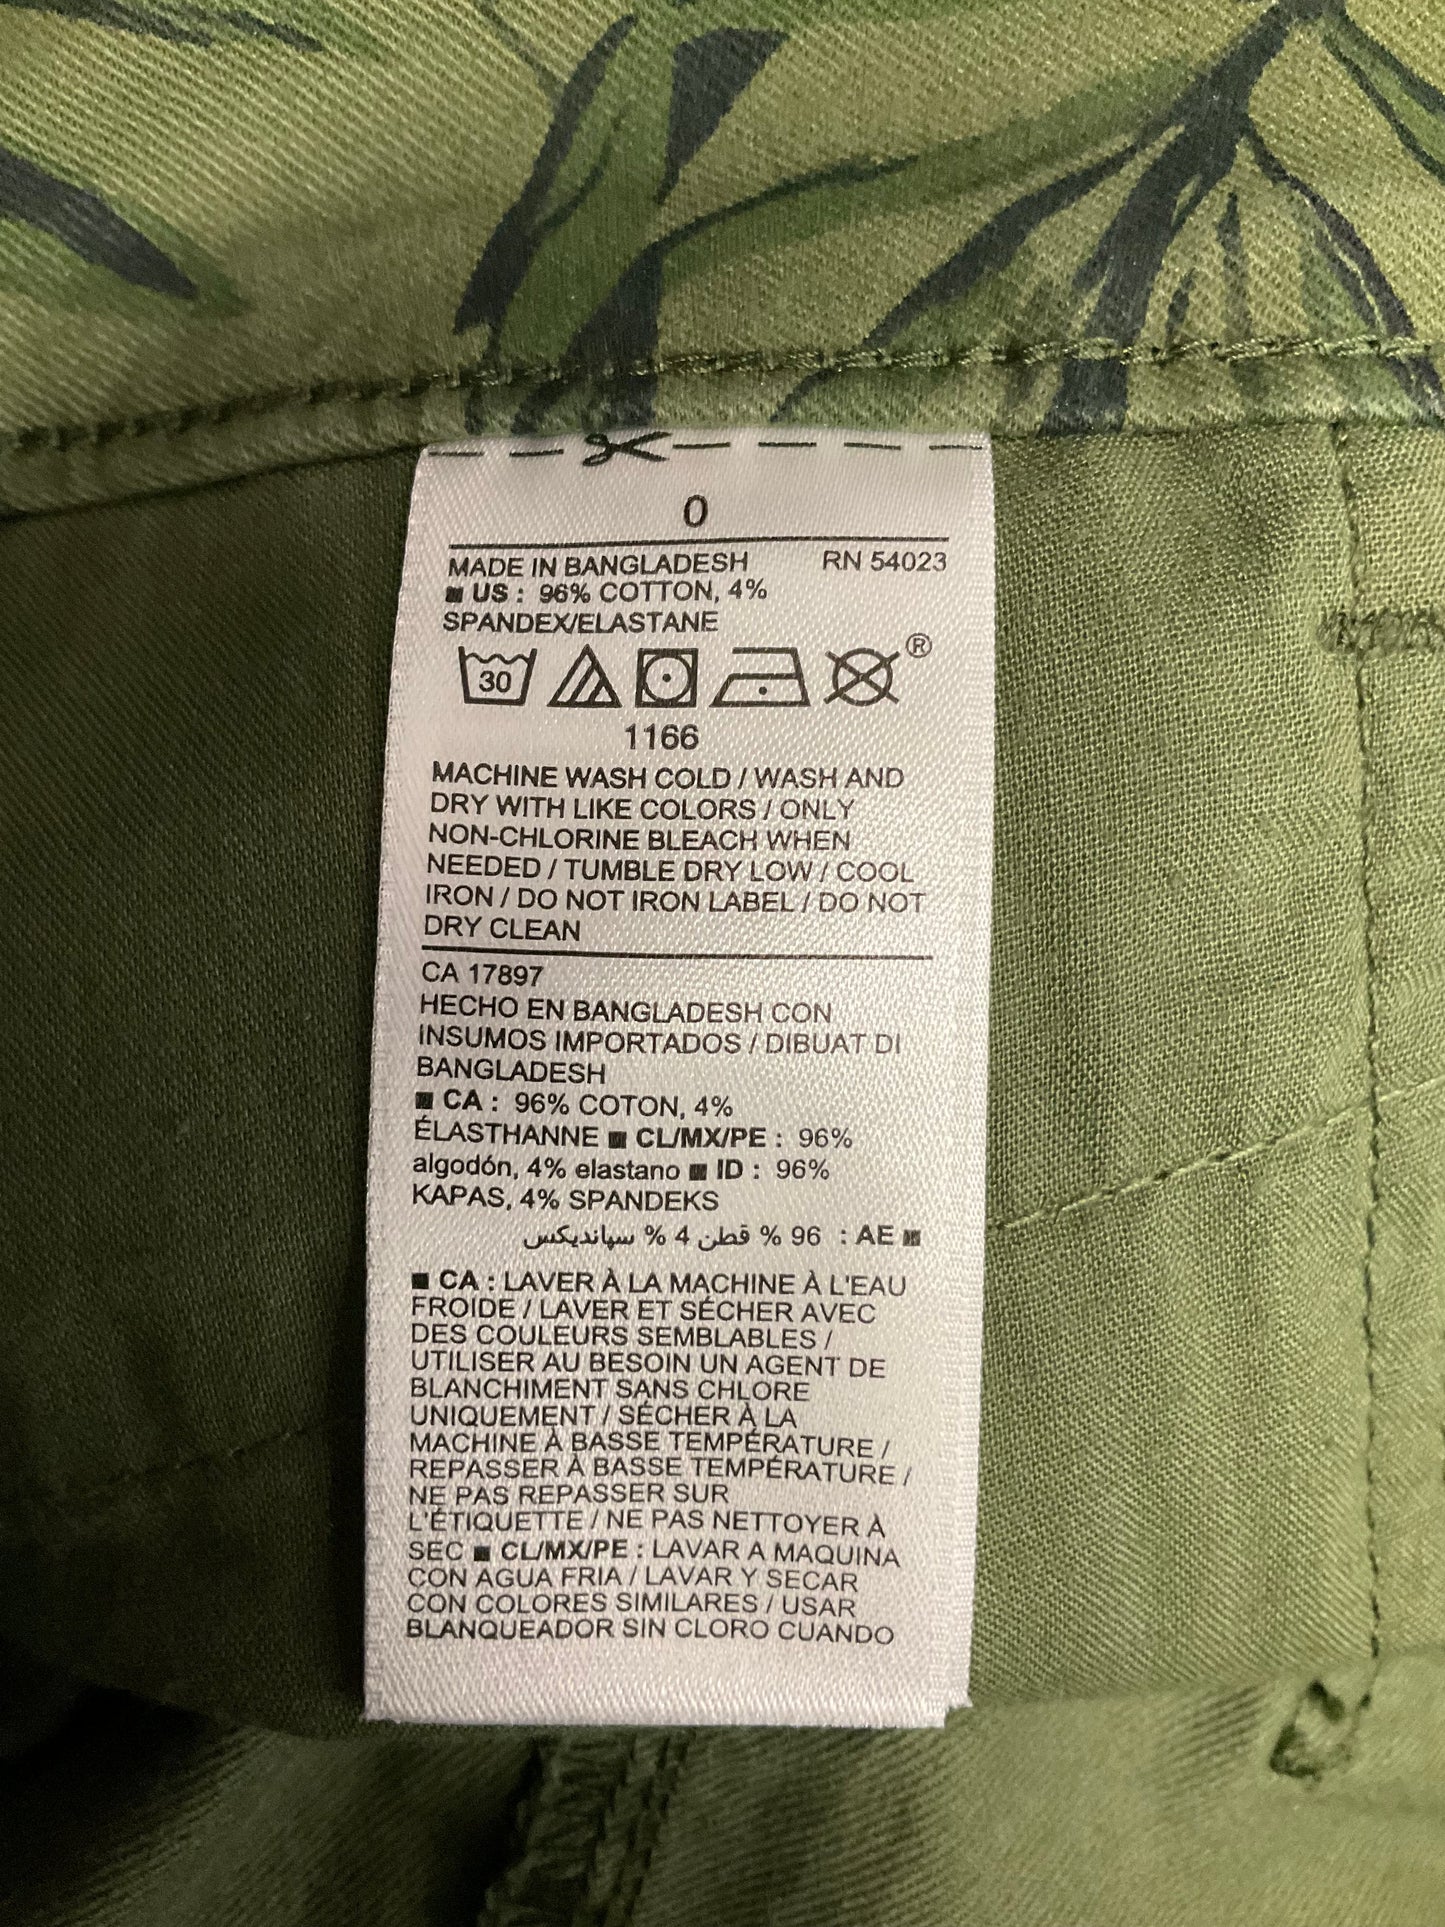 0
MADE IN BANGLADESH RN 54023
■ US : 96% COTTON, 4%
SPANDEX/ELASTANE
30 ®
1166
MACHINE WASH COLD / WASH AND
DRY WITH LIKE COLORS / ONLY
NON-CHLORINE BLEACH WHEN
NEEDED / TUMBLE DRY LOW / COOL
IRON / DO NOT IRON LABEL / DO NOT
DRY CLEAN
CA 17897
HECHO EN BANGLADESH CON
INSUMOS IMPORTADOS / DIBUAT DI
BANGLADESH
■ CA : 96% COTON, 4%
ÉLASTHANNE ■ CL/MX/PE : 96%
algodón, 4% elastano ■ ID : 96%
KAPAS, 4% SPANDEKS
■ AE : 96 % قطن 4 % سپانديكس
■ CA : LAVER À LA MACHINE À L'EAU
FROIDE / LAVER ET SÉCHER AVEC
DES COULEURS SEMBLABLES /
UTILISER AU BESOIN UN AGENT DE
BLANCHIMENT SANS CHLORE
UNIQUEMENT / SÉCHER À LA
MACHINE À BASSE TEMPÉRATURE /
REPASSER À BASSE TEMPÉRATURE /
NE PAS REPASSER SUR
L'ÉTIQUETTE / NE PAS NETTOYER À
SEC ■ CL/MX/PE : LAVAR A MAQUINA
CON AGUA FRIA / LAVAR Y SECAR
CON COLORES SIMILARES / USAR
BLANQUEADOR SIN CLORO CUANDO